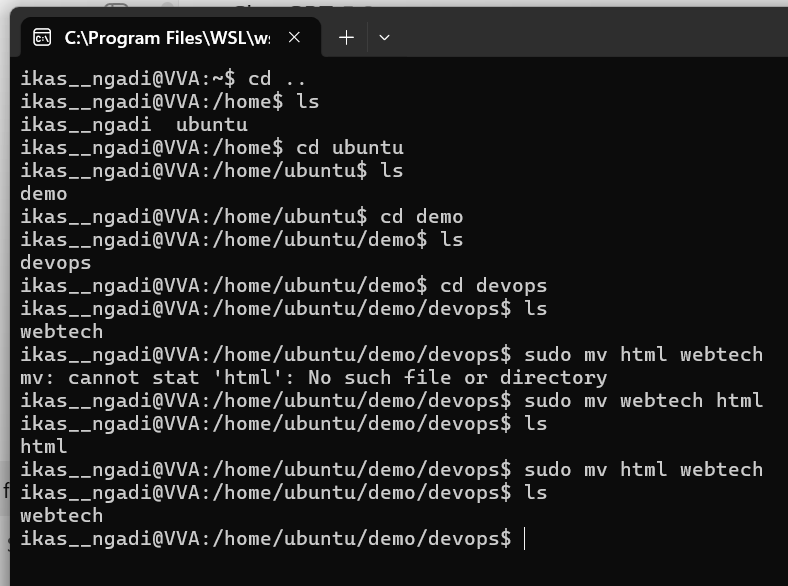 C:\Program Files\WSL\ws
ikas__ngadi@VVA:~$ cd ..
ikas__ngadi@VVA:/home$ ls
ikas__ngadi  ubuntu
ikas__ngadi@VVA:/home$ cd ubuntu
ikas__ngadi@VVA:/home/ubuntu$ ls
demo
ikas__ngadi@VVA:/home/ubuntu$ cd demo
ikas__ngadi@VVA:/home/ubuntu/demo$ ls
devops
ikas__ngadi@VVA:/home/ubuntu/demo$ cd devops
ikas__ngadi@VVA:/home/ubuntu/demo/devops$ ls
webtech
ikas__ngadi@VVA:/home/ubuntu/demo/devops$ sudo mv html webtech
mv: cannot stat 'html': No such file or directory
ikas__ngadi@VVA:/home/ubuntu/demo/devops$ sudo mv webtech html
ikas__ngadi@VVA:/home/ubuntu/demo/devops$ ls
html
ikas__ngadi@VVA:/home/ubuntu/demo/devops$ sudo mv html webtech
ikas__ngadi@VVA:/home/ubuntu/demo/devops$ ls
webtech
ikas__ngadi@VVA:/home/ubuntu/demo/devops$